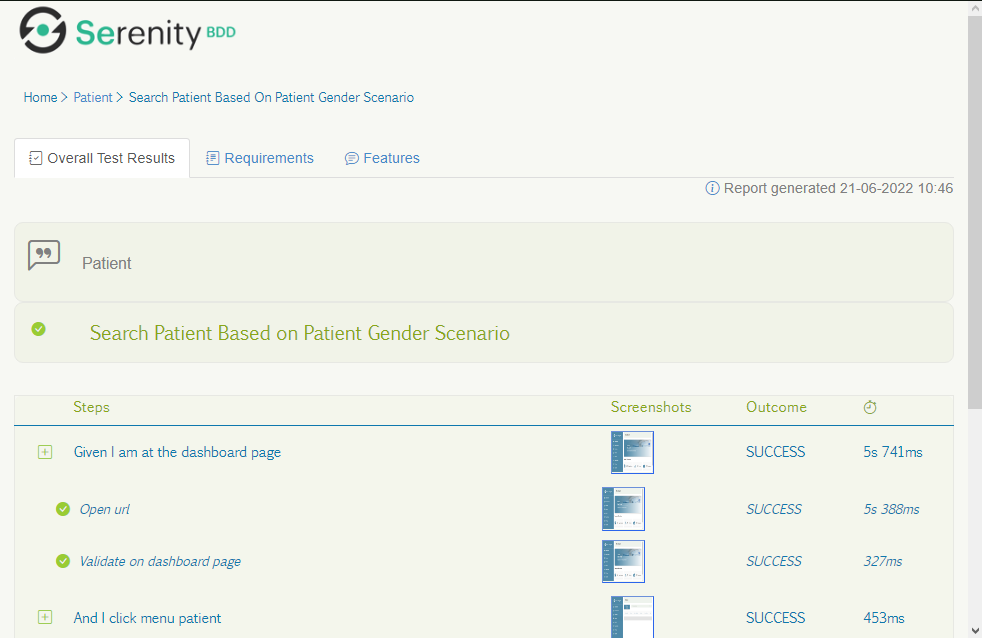 Serenity BDD
Home > Patient > Search Patient Based On Patient Gender Scenario
Overall Test Results Requirements Features
Report generated 21-06-2022 10:46
Patient
Search Patient Based on Patient Gender Scenario
Steps Screenshots Outcome
Given I am at the dashboard page SUCCESS 5s 741ms
Open url SUCCESS 5s 388ms
Validate on dashboard page SUCCESS 327ms
And I click menu patient SUCCESS 453ms